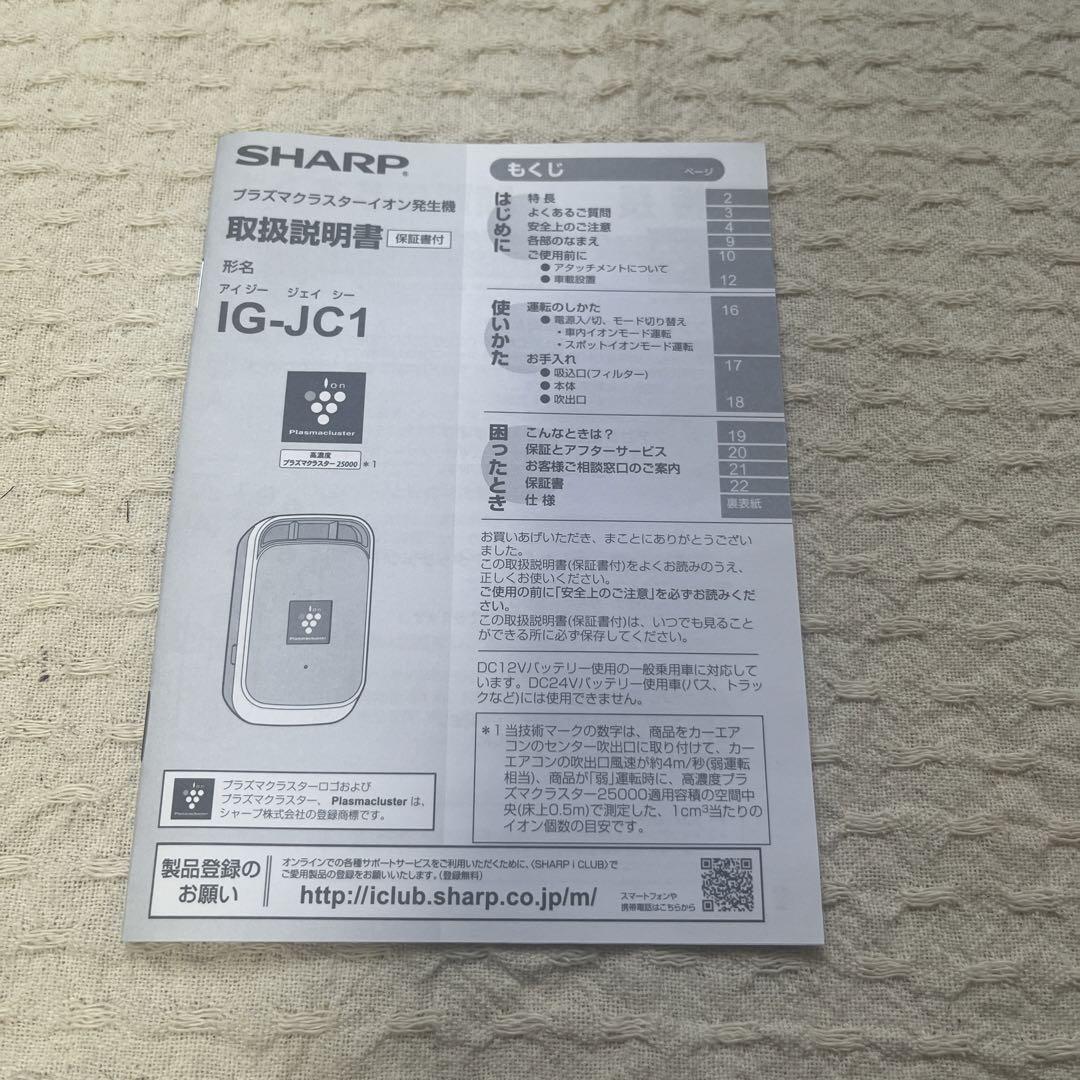 SHARP®
プラズマクラスターイオン発生機
取扱説明書 保証書付
形名
アイジー ジェイ シー
IG-JC1
Ion
Plasmacluster
高濃度
プラズマクラスター25000 ＊1
Ion
Plasmacluster
Ion
Plasmacluster
プラズマクラスターロゴおよび
プラズマクラスター、Plasmacluster は、
シャープ株式会社の登録商標です。
もくじ ページ
はじめに
特長 2
よくあるご質問 3
安全上のご注意 4
各部のなまえ 9
ご使用前に 10
●アタッチメントについて
●車載設置 12
使いかた
運転のしかた 16
●電源入/切、モード切り替え
・車内イオンモード運転
・スポットイオンモード運転
お手入れ 17
●吸込口(フィルター)
●本体
●吹出口 18
困ったとき
こんなときは？ 19
保証とアフターサービス 20
お客様ご相談窓口のご案内 21
保証書 22
仕様 裏表紙
お買いあげいただき、まことにありがとうござい
ました。
この取扱説明書(保証書付)をよくお読みのうえ、
正しくお使いください。
ご使用の前に「安全上のご注意」を必ずお読みくだ
さい。
この取扱説明書(保証書付)は、いつでも見ること
ができる所に必ず保存してください。
DC12Vバッテリー使用の一般乗用車に対応して
います。DC24Vバッテリー使用車(バス、トラッ
クなど)には使用できません。
＊1 当技術マークの数字は、商品をカーエア
コンのセンター吹出口に取り付けて、カー
エアコンの吹出口風速が約4m/秒(弱運転
相当)、商品が「弱」運転時に、高濃度プラ
ズマクラスター25000適用容積の空間中
央(床上0.5m)で測定した、1cm³当たりの
イオン個数の目安です。
製品登録の
お願い
オンラインでの各種サポートサービスをご利用いただくために、〈SHARP i CLUB〉で
ご愛用製品の登録をお願いいたします。(登録無料)
http://iclub.sharp.co.jp/m/
スマートフォンや
携帯電話はこちらから